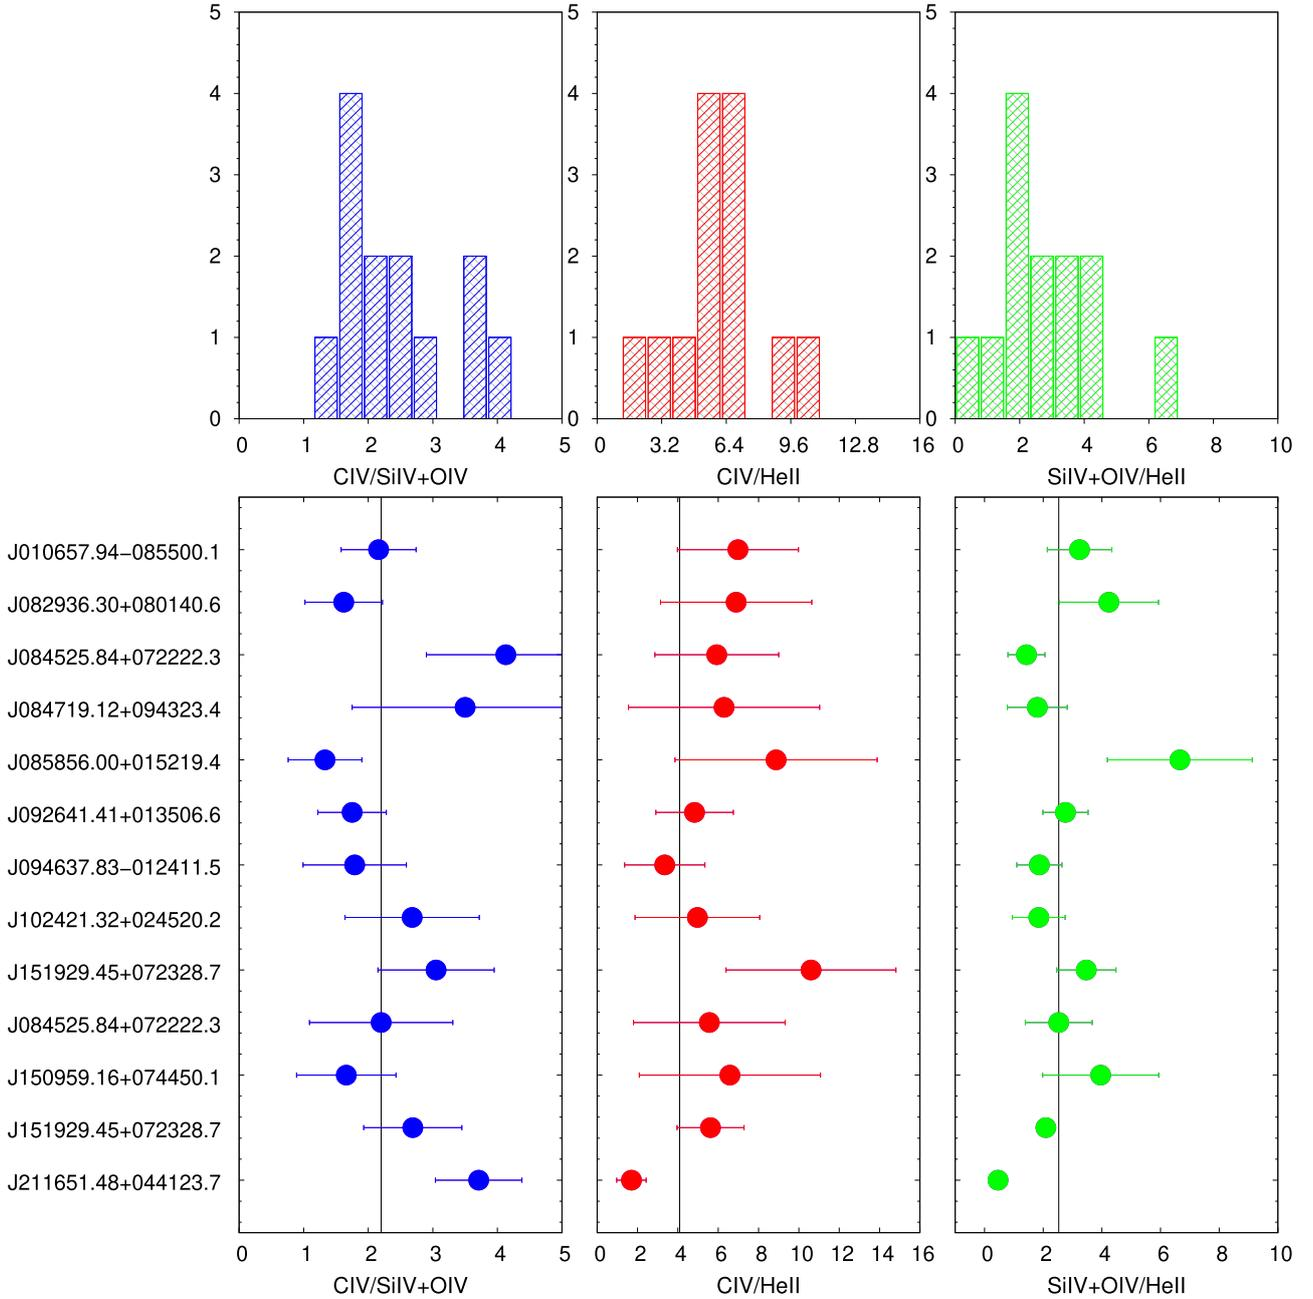 5 5 5
4 4 4
3 3 3
2 2 2
1 1 1
0 0 0
0 1 2 3 4 5 0 3.2 6.4 9.6 12.8 16 0 2 4 6 8 10
CIV/SiIV+OIV CIV/HeII SiIV+OIV/HeII
J010657.94−085500.1
J082936.30+080140.6
J084525.84+072222.3
J084719.12+094323.4
J085856.00+015219.4
J092641.41+013506.6
J094637.83−012411.5
J102421.32+024520.2
J151929.45+072328.7
J084525.84+072222.3
J150959.16+074450.1
J151929.45+072328.7
J211651.48+044123.7
0 1 2 3 4 5 0 2 4 6 8 10 12 14 16 0 2 4 6 8 10
CIV/SiIV+OIV CIV/HeII SiIV+OIV/HeII